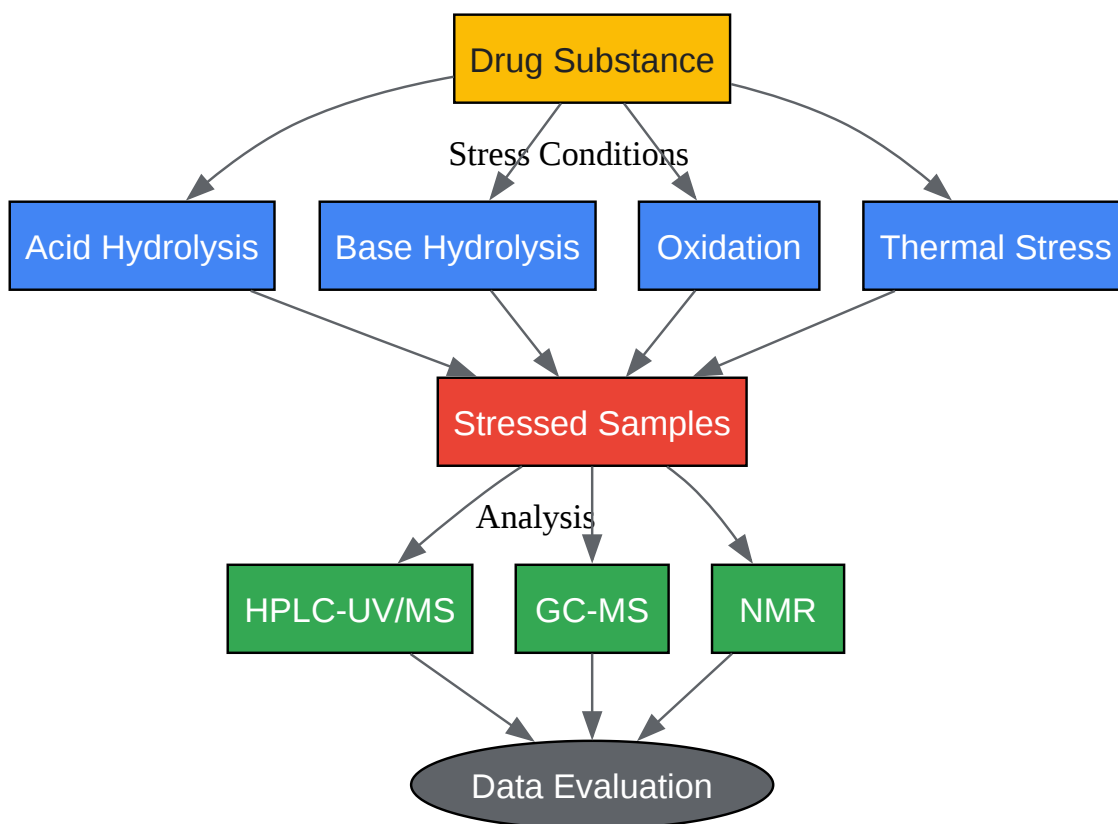 Drug Substance
Stress Conditions
Acid Hydrolysis
Base Hydrolysis
Oxidation
Thermal Stress
Stressed Samples
Analysis
HPLC-UV/MS
GC-MS
NMR
Data Evaluation